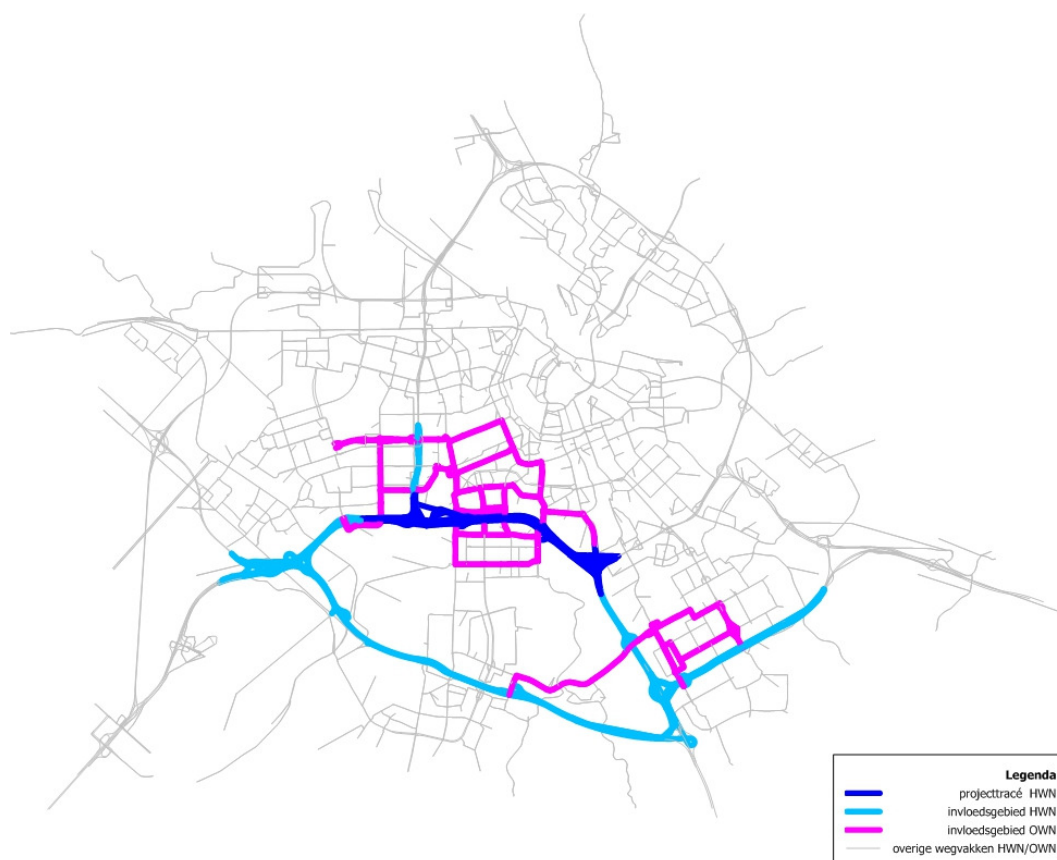 Legenda
projecttracé HWN
invloedsgebied HWN
invloedsgebied OWN
overige wegvakken HWN/OWN